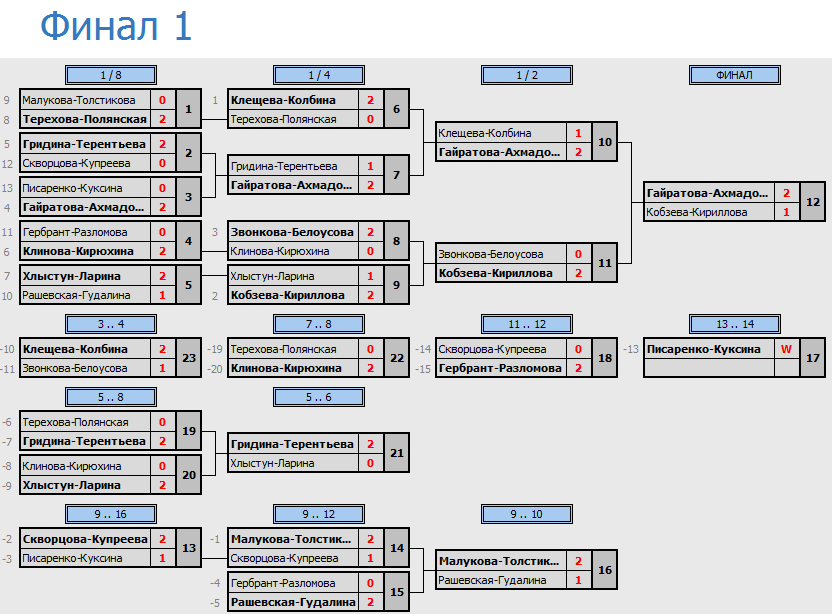 Финал 1
1 / 8 1 / 4 1 / 2 ФИНАЛ
9 Малукова-Толстикова 0 1
8 Терехова-Полянская 2
1 Клещева-Колбина 2 6
Терехова-Полянская 0
5 Гридина-Терентьева 2 2
12 Скворцова-Купреева 0
Клещева-Колбина 1 10
Гайратова-Ахмадо... 2
13 Писаренко-Куксина 0 3
4 Гайратова-Ахмадо... 2
Гридина-Терентьева 1 7
Гайратова-Ахмадо... 2
Гайратова-Ахмадо... 2 12
Кобзева-Кириллова 1
11 Гербрант-Разломова 0 4
6 Клинова-Кирюхина 2
3 Звонкова-Белоусова 2 8
Клинова-Кирюхина 0
Звонкова-Белоусова 0 11
Кобзева-Кириллова 2
7 Хлыстун-Ларина 2 5
10 Рашевская-Гудалина 1
Хлыстун-Ларина 1 9
2 Кобзева-Кириллова 2
3 .. 4 7 .. 8 11 .. 12 13 .. 14
-10 Клещева-Колбина 2 23
-11 Звонкова-Белоусова 1
-19 Терехова-Полянская 0 22
-20 Клинова-Кирюхина 2
-14 Скворцова-Купреева 0 18
-15 Гербрант-Разломова 2
-13 Писаренко-Куксина W 17
5 .. 8 5 .. 6
-6 Терехова-Полянская 0 19
-7 Гридина-Терентьева 2
-8 Клинова-Кирюхина 0 20
-9 Хлыстун-Ларина 2
Гридина-Терентьева 2 21
Хлыстун-Ларина 0
9 .. 16 9 .. 12 9 .. 10
-2 Скворцова-Купреева 2 13
-3 Писаренко-Куксина 1
-1 Малукова-Толстик... 2 14
Скворцова-Купреева 1
-4 Гербрант-Разломова 0 15
-5 Рашевская-Гудалина 2
Малукова-Толстик... 2 16
Рашевская-Гудалина 1